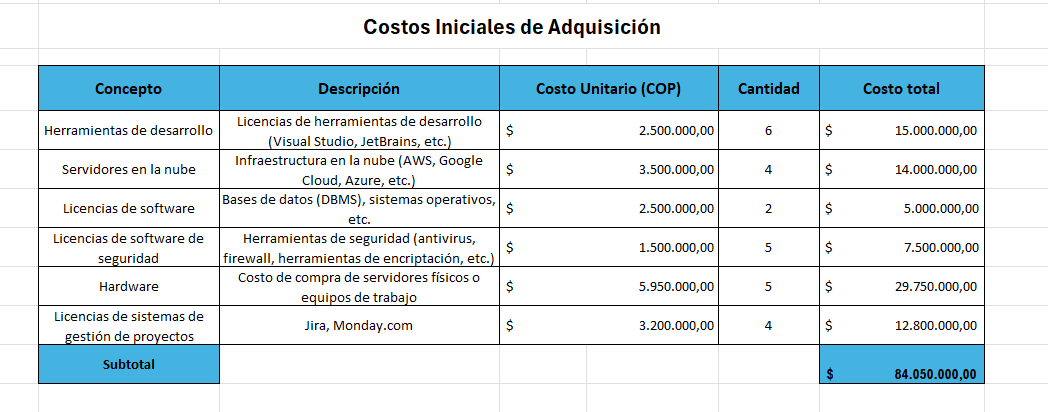 Costos Iniciales de Adquisición
Concepto Descripción Costo Unitario (COP) Cantidad Costo total
Herramientas de desarrollo Licencias de herramientas de desarrollo (Visual Studio, JetBrains, etc.) $ 2.500.000,00 6 $ 15.000.000,00
Servidores en la nube Infraestructura en la nube (AWS, Google Cloud, Azure, etc.) $ 3.500.000,00 4 $ 14.000.000,00
Licencias de software Bases de datos (DBMS), sistemas operativos, etc. $ 2.500.000,00 2 $ 5.000.000,00
Licencias de software de seguridad Herramientas de seguridad (antivirus, firewall, herramientas de encriptación, etc.) $ 1.500.000,00 5 $ 7.500.000,00
Hardware Costo de compra de servidores físicos o equipos de trabajo $ 5.950.000,00 5 $ 29.750.000,00
Licencias de sistemas de gestión de proyectos Jira, Monday.com $ 3.200.000,00 4 $ 12.800.000,00
Subtotal $ 84.050.000,00